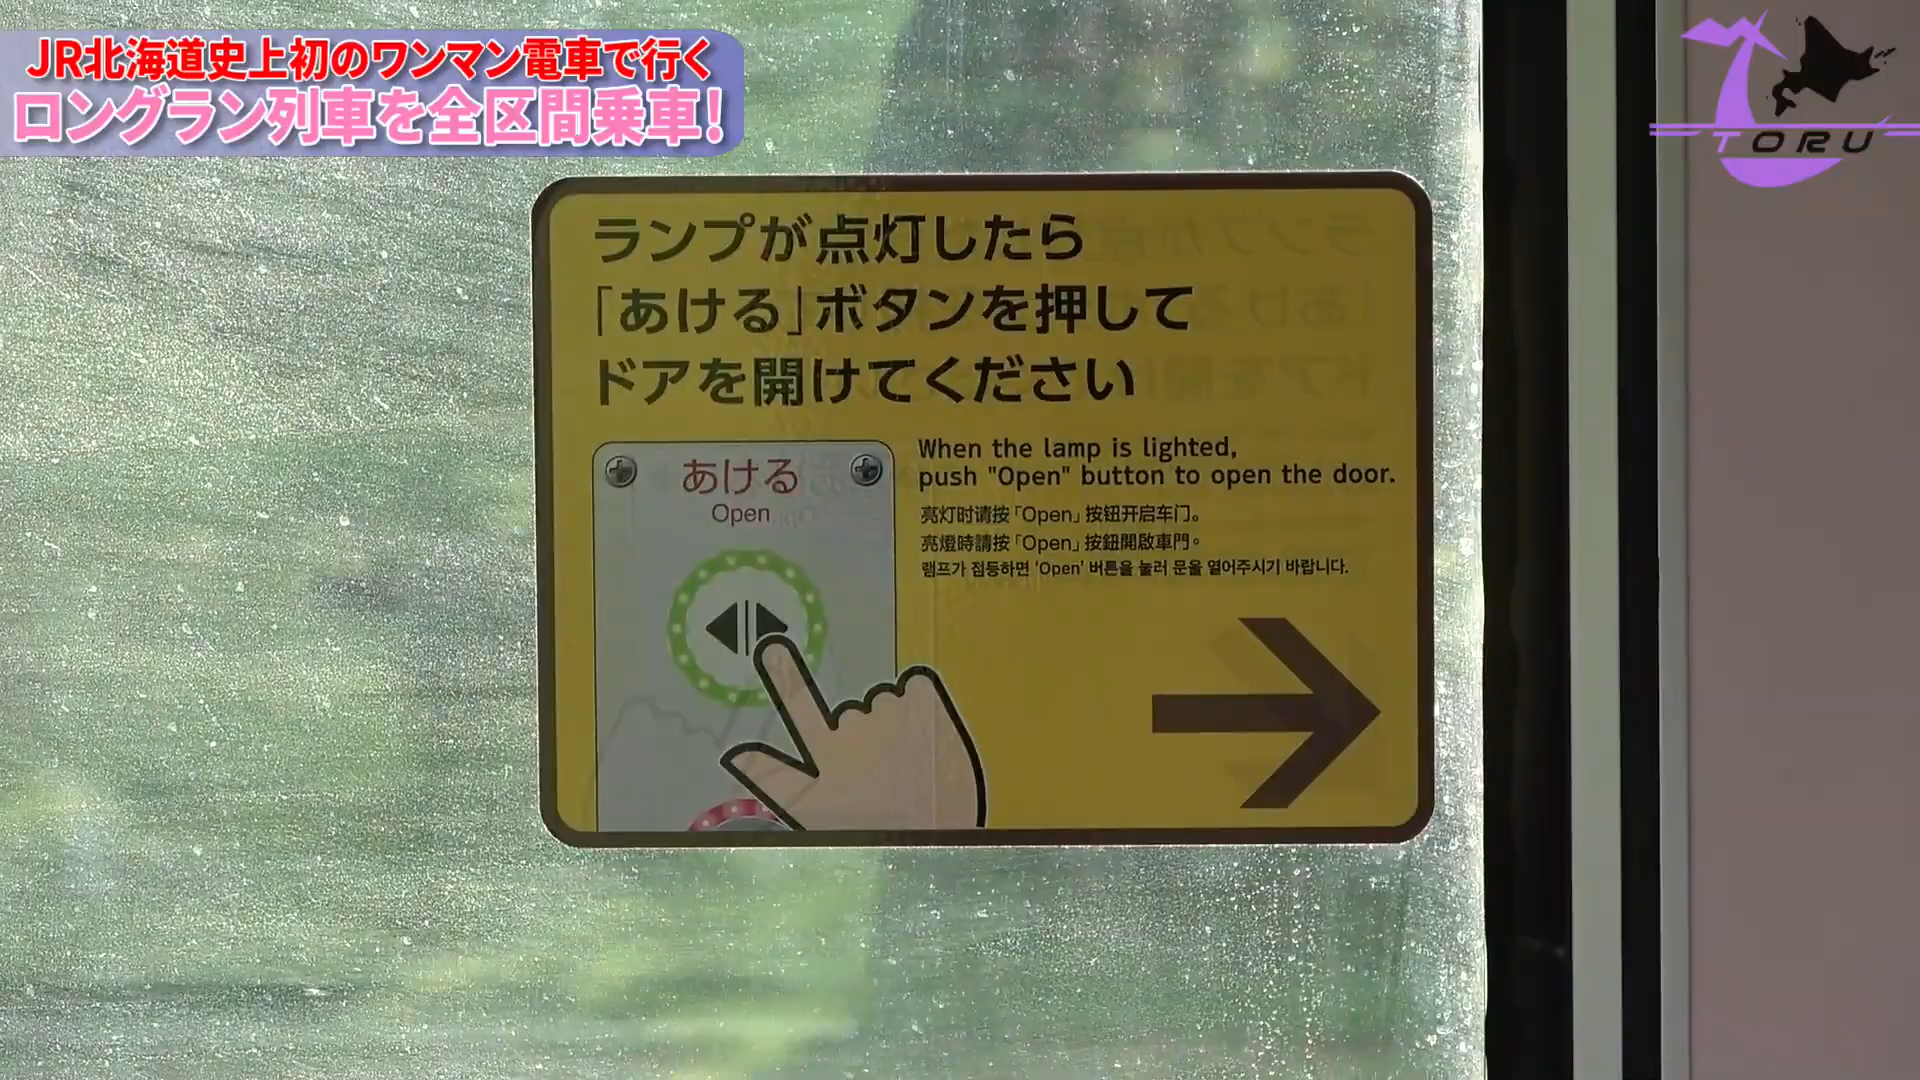 JR北海道史上初のワンマン電車で行く
ロングラン列車を全区間乗車!
TORU
ランプが点灯したら
「あける」ボタンを押して
ドアを開けてください
あける
Open
When the lamp is lighted,
push "Open" button to open the door.
亮灯时请按「Open」按钮开启车门。
亮燈時請按「Open」按鈕開啟車門。
램프가 점등하면 'Open' 버튼을 눌러 문을 열어주시기 바랍니다.